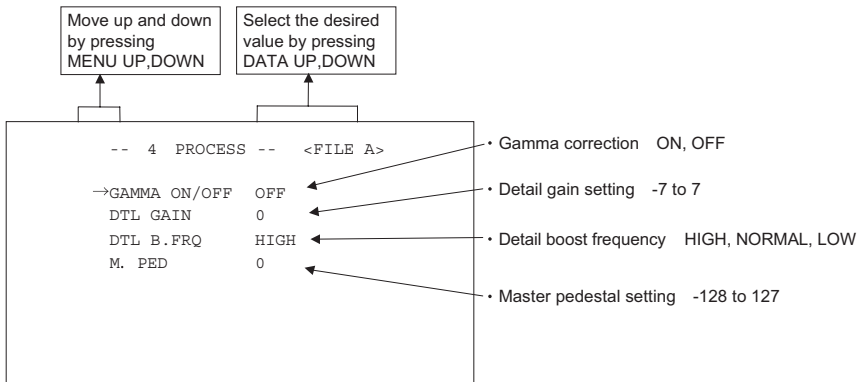 Move up and down
by pressing
MENU UP,DOWN
Select the desired
value by pressing
DATA UP,DOWN
-- 4 PROCESS -- <FILE A>
→GAMMA ON/OFF OFF
DTL GAIN 0
DTL B.FRQ HIGH
M. PED 0
・Gamma correction ON, OFF
・Detail gain setting -7 to 7
・Detail boost frequency HIGH, NORMAL, LOW
・Master pedestal setting -128 to 127